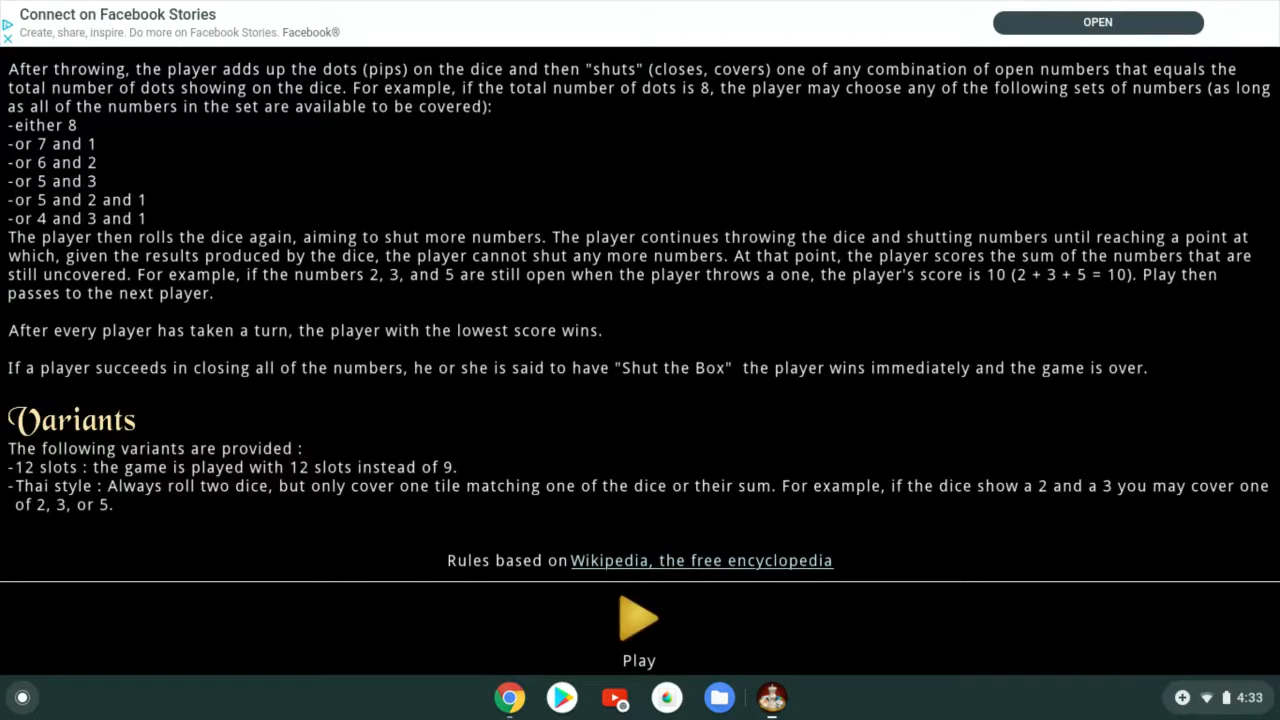 Connect on Facebook Stories
Create, share, inspire. Do more on Facebook Stories. Facebook®
OPEN
After throwing, the player adds up the dots (pips) on the dice and then "shuts" (closes, covers) one of any combination of open numbers that equals the
total number of dots showing on the dice. For example, if the total number of dots is 8, the player may choose any of the following sets of numbers (as long
as all of the numbers in the set are available to be covered):
-either 8
-or 7 and 1
-or 6 and 2
-or 5 and 3
-or 5 and 2 and 1
-or 4 and 3 and 1
The player then rolls the dice again, aiming to shut more numbers. The player continues throwing the dice and shutting numbers until reaching a point at
which, given the results produced by the dice, the player cannot shut any more numbers. At that point, the player scores the sum of the numbers that are
still uncovered. For example, if the numbers 2, 3, and 5 are still open when the player throws a one, the player's score is 10 (2 + 3 + 5 = 10). Play then
passes to the next player.
After every player has taken a turn, the player with the lowest score wins.
If a player succeeds in closing all of the numbers, he or she is said to have "Shut the Box"  the player wins immediately and the game is over.
Variants
The following variants are provided :
-12 slots : the game is played with 12 slots instead of 9.
-Thai style : Always roll two dice, but only cover one tile matching one of the dice or their sum. For example, if the dice show a 2 and a 3 you may cover one
of 2, 3, or 5.
Rules based on Wikipedia, the free encyclopedia
Play
4:33